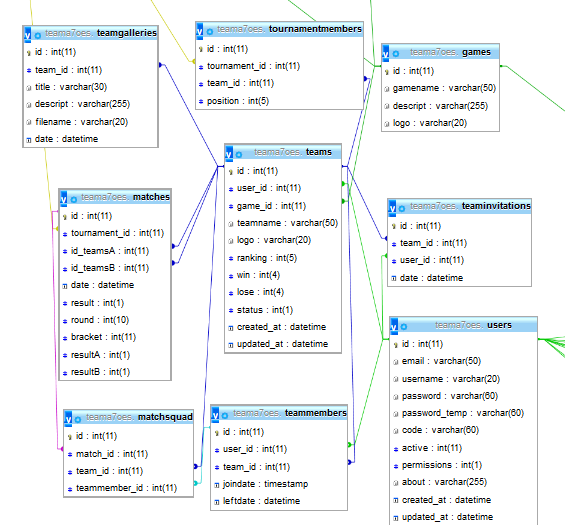 teama7oes. teamgalleries
id : int(11)
team_id : int(11)
title : varchar(30)
descript : varchar(255)
filename : varchar(20)
date : datetime
teama7oes. tournamentmembers
id : int(11)
tournament_id : int(11)
team_id : int(11)
position : int(5)
teama7oes. games
id : int(11)
gamename : varchar(50)
descript : varchar(255)
logo : varchar(20)
teama7oes. teams
id : int(11)
user_id : int(11)
game_id : int(11)
teamname : varchar(50)
logo : varchar(20)
ranking : int(5)
win : int(4)
lose : int(4)
status : int(1)
created_at : datetime
updated_at : datetime
teama7oes. matches
id : int(11)
tournament_id : int(11)
id_teamsA : int(11)
id_teamsB : int(11)
date : datetime
result : int(1)
round : int(10)
bracket : int(11)
resultA : int(1)
resultB : int(1)
teama7oes. teaminvitations
id : int(11)
team_id : int(11)
user_id : int(11)
date : datetime
teama7oes. users
id : int(11)
email : varchar(50)
username : varchar(20)
password : varchar(60)
password_temp : varchar(60)
code : varchar(60)
active : int(11)
permissions : int(1)
about : varchar(255)
created_at : datetime
updated_at : datetime
teama7oes. matchsquad
id : int(11)
match_id : int(11)
team_id : int(11)
teammember_id : int(11)
teama7oes. teammembers
id : int(11)
user_id : int(11)
team_id : int(11)
joindate : timestamp
leftdate : datetime